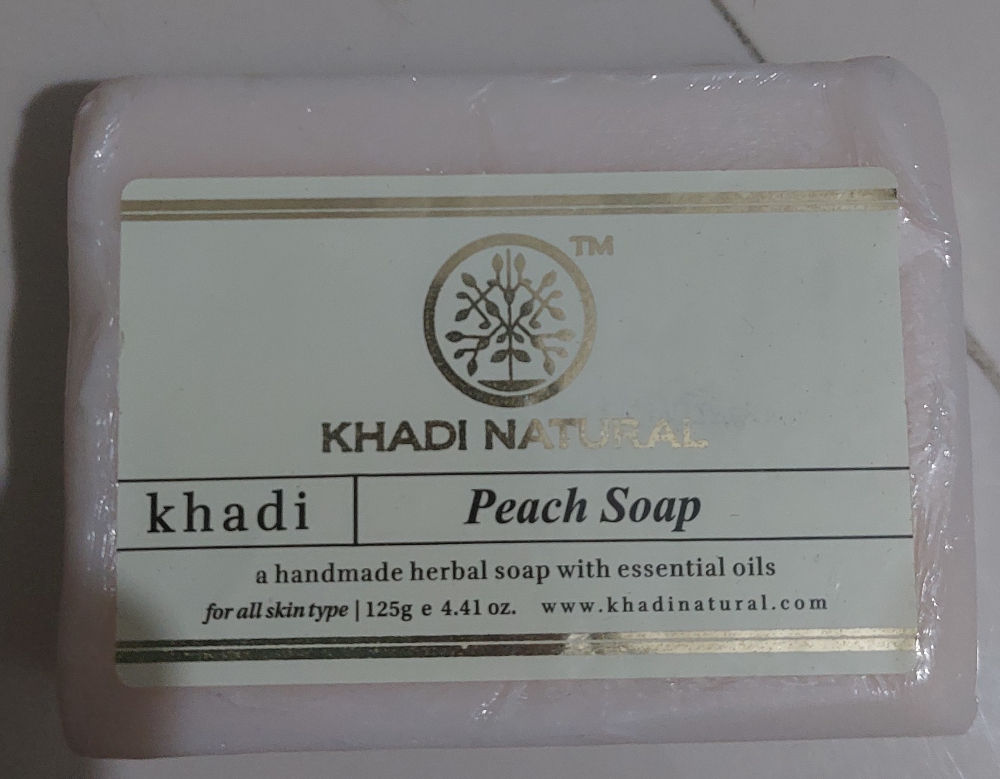 TM
KHADI NATURAL
khadi
Peach Soap
a handmade herbal soap with essential oils
for all skin type | 125g e 4.41 oz. www.khadinatural.com